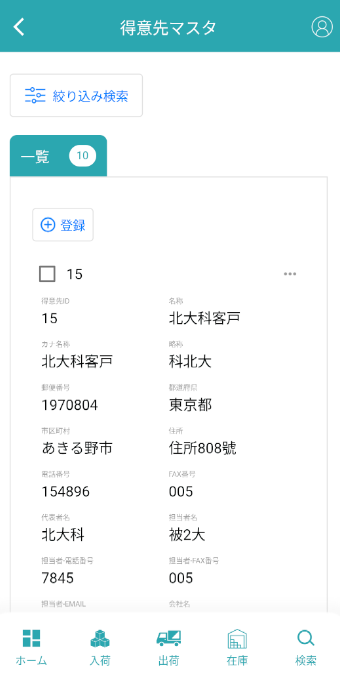 得意先マスタ
絞り込み検索
一覧 10
登録
15
得意先ID 名称
15 北大科客戸
カナ名称 略称
北大科客戸 科北大
郵便番号 都道府県
1970804 東京都
市区町村 住所
あきる野市 住所808號
電話番号 FAX番号
154896 005
代表者名 担当者名
北大科 被2大
担当者-電話番号 担当者-FAX番号
7845 005
担当者-EMAIL 会社名
ホーム 入荷 出荷 在庫 検索